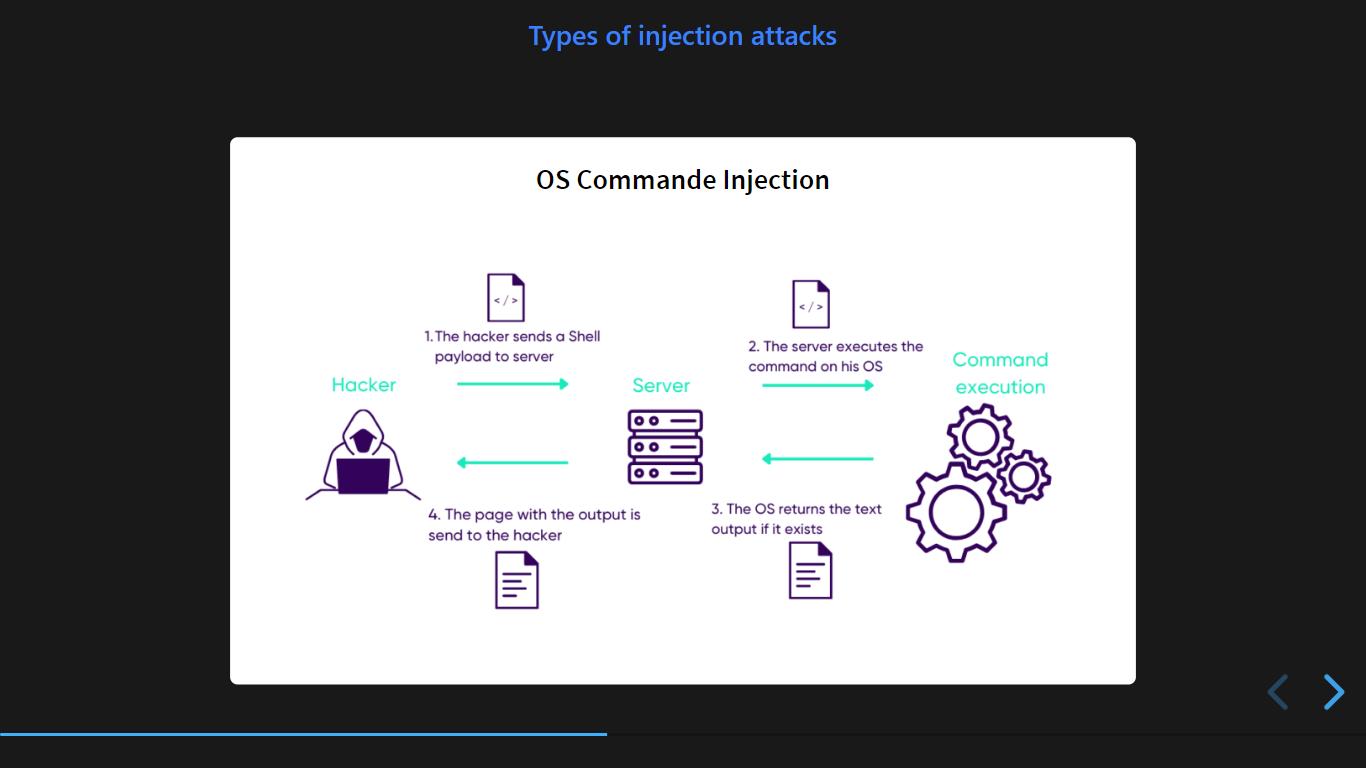 Types of injection attacks
OS Commande Injection
1.The hacker sends a Shell
payload to server
2. The server executes the
command on his OS
Hacker
Server
Command
execution
4. The page with the output is
send to the hacker
3. The OS returns the text
output if it exists